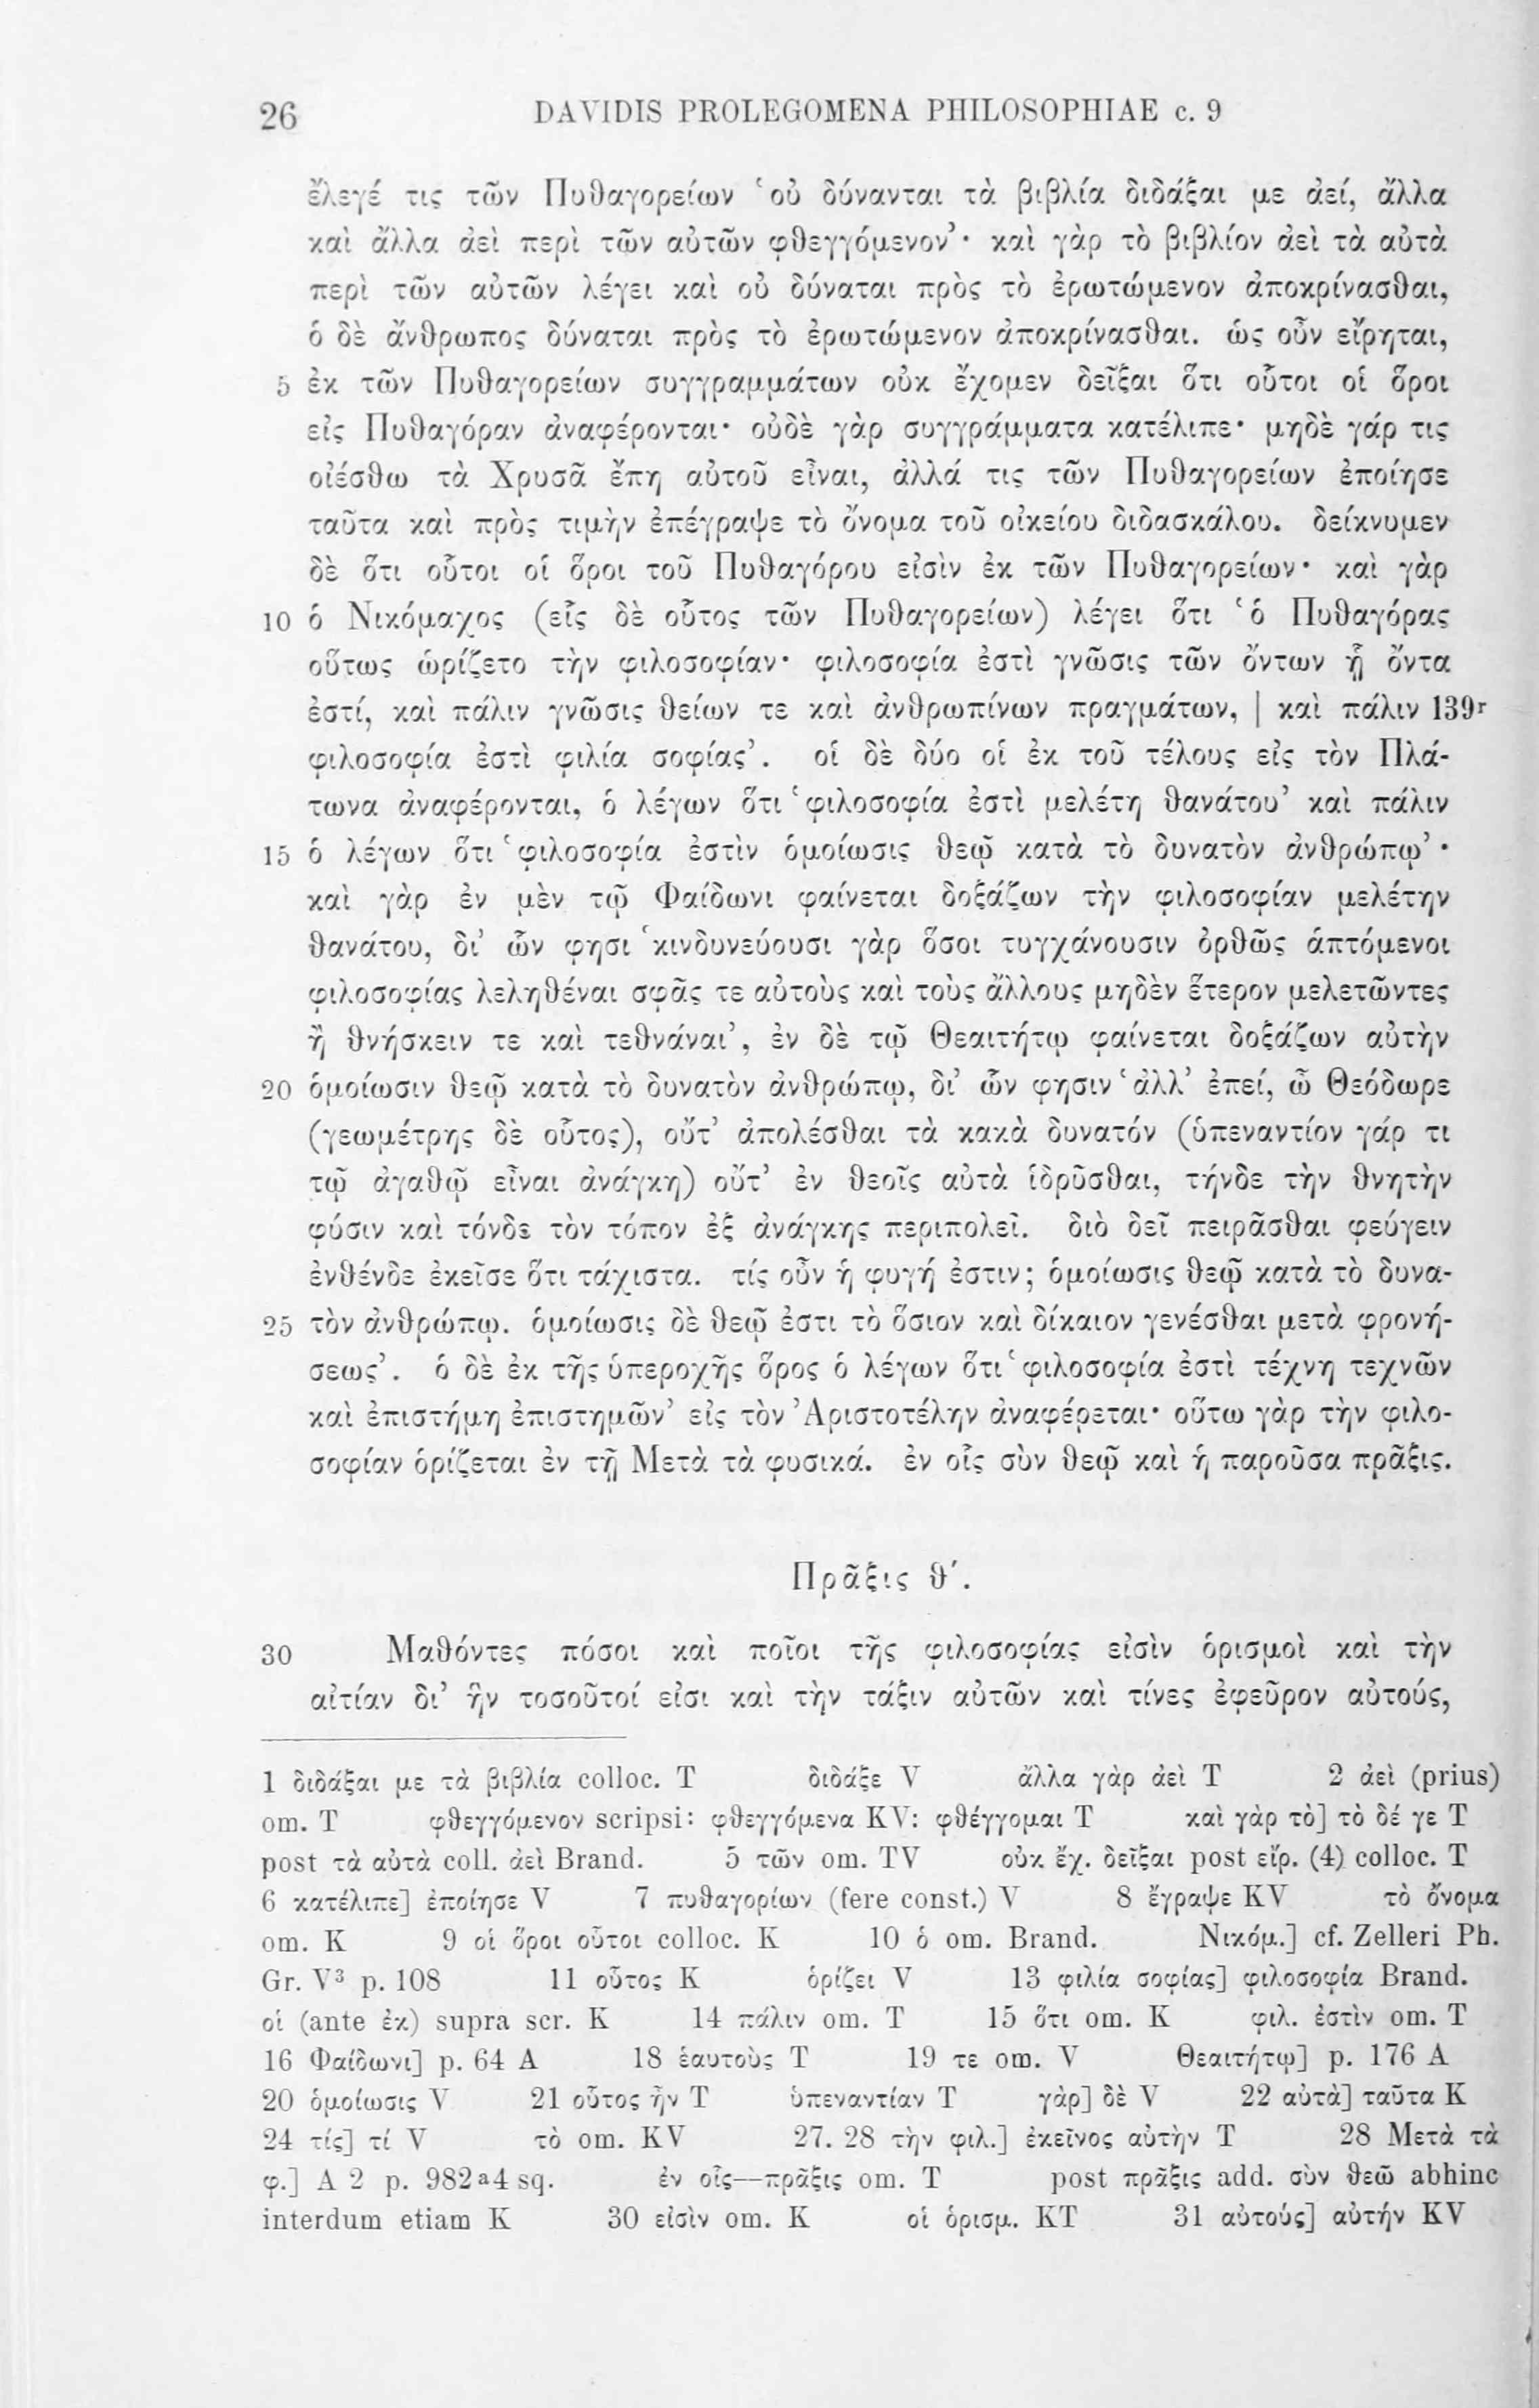 26 DAVIDIS PROLEGOMENA PHILOSOPHIAE c. 9
ἔλεγέ τις τῶν Πυθαγορείων ‘οὐ δύνανται τὰ βιβλία διδάξαι με ἀεί, ἄλλα
καὶ ἄλλα ἀεὶ περὶ τῶν αὐτῶν φθεγγόμενον’· καὶ γὰρ τὸ βιβλίον ἀεὶ τὰ αὐτὰ
περὶ τῶν αὐτῶν λέγει καὶ οὐ δύναται πρὸς τὸ ἐρωτώμενον ἀποκρίνασθαι,
ὁ δὲ ἄνθρωπος δύναται πρὸς τὸ ἐρωτώμενον ἀποκρίνασθαι. ὡς οὖν εἴρηται,
5 ἐκ τῶν Πυθαγορείων συγγραμμάτων οὐκ ἔχομεν δεῖξαι ὅτι οὗτοι οἱ ὅροι
εἰς Πυθαγόραν ἀναφέρονται· οὐδὲ γὰρ συγγράμματα κατέλιπε· μηδὲ γάρ τις
οἰέσθω τὰ Χρυσᾶ ἔπη αὐτοῦ εἶναι, ἀλλά τις τῶν Πυθαγορείων ἐποίησε
ταῦτα καὶ πρὸς τιμὴν ἐπέγραψε τὸ ὄνομα τοῦ οἰκείου διδασκάλου. δείκνυμεν
δὲ ὅτι οὗτοι οἱ ὅροι τοῦ Πυθαγόρου εἰσὶν ἐκ τῶν Πυθαγορείων· καὶ γὰρ
10 ὁ Νικόμαχος (εἷς δὲ οὗτος τῶν Πυθαγορείων) λέγει ὅτι ‘ὁ Πυθαγόρας
οὕτως ὡρίζετο τὴν φιλοσοφίαν· φιλοσοφία ἐστὶ γνῶσις τῶν ὄντων ᾗ ὄντα
ἐστί, καὶ πάλιν γνῶσις θείων τε καὶ ἀνθρωπίνων πραγμάτων, | καὶ πάλιν 139r
φιλοσοφία ἐστὶ φιλία σοφίας’. οἱ δὲ δύο οἱ ἐκ τοῦ τέλους εἰς τὸν Πλά-
τωνα ἀναφέρονται, ὁ λέγων ὅτι ‘φιλοσοφία ἐστὶ μελέτη θανάτου’ καὶ πάλιν
15 ὁ λέγων ὅτι ‘φιλοσοφία ἐστὶν ὁμοίωσις θεῷ κατὰ τὸ δυνατὸν ἀνθρώπῳ’·
καὶ γὰρ ἐν μὲν τῷ Φαίδωνι φαίνεται δοξάζων τὴν φιλοσοφίαν μελέτην
θανάτου, δι’ ὧν φησι ‘κινδυνεύουσι γὰρ ὅσοι τυγχάνουσιν ὀρθῶς ἁπτόμενοι
φιλοσοφίας λεληθέναι σφᾶς τε αὐτοὺς καὶ τοὺς ἄλλους μηδὲν ἕτερον μελετῶντες
ἢ θνήσκειν τε καὶ τεθνάναι’, ἐν δὲ τῷ Θεαιτήτῳ φαίνεται δοξάζων αὐτὴν
20 ὁμοίωσιν θεῷ κατὰ τὸ δυνατὸν ἀνθρώπῳ, δι’ ὧν φησιν ‘ἀλλ’ ἐπεί, ὦ Θεόδωρε
(γεωμέτρης δὲ οὗτος), οὔτ’ ἀπολέσθαι τὰ κακὰ δυνατόν (ὑπεναντίον γάρ τι
τῷ ἀγαθῷ εἶναι ἀνάγκη) οὔτ’ ἐν θεοῖς αὐτὰ ἱδρῦσθαι, τήνδε τὴν θνητὴν
φύσιν καὶ τόνδε τὸν τόπον ἐξ ἀνάγκης περιπολεῖ. διὸ δεῖ πειρᾶσθαι φεύγειν
ἐνθένδε ἐκεῖσε ὅτι τάχιστα. τίς οὖν ἡ φυγή ἐστιν; ὁμοίωσις θεῷ κατὰ τὸ δυνα-
25 τὸν ἀνθρώπῳ. ὁμοίωσις δὲ θεῷ ἐστι τὸ ὅσιον καὶ δίκαιον γενέσθαι μετὰ φρονή-
σεως’. ὁ δὲ ἐκ τῆς ὑπεροχῆς ὅρος ὁ λέγων ὅτι ‘φιλοσοφία ἐστὶ τέχνη τεχνῶν
καὶ ἐπιστήμη ἐπιστημῶν’ εἰς τὸν Ἀριστοτέλην ἀναφέρεται· οὕτω γὰρ τὴν φιλο-
σοφίαν ὁρίζεται ἐν τῇ Μετὰ τὰ φυσικά. ἐν οἷς σὺν θεῷ καὶ ἡ παροῦσα πρᾶξις.
Πρᾶξις θ′.
30 Μαθόντες πόσοι καὶ ποῖοι τῆς φιλοσοφίας εἰσὶν ὁρισμοὶ καὶ τὴν
αἰτίαν δι’ ἣν τοσοῦτοί εἰσι καὶ τὴν τάξιν αὐτῶν καὶ τίνες ἐφεῦρον αὐτούς,
1 διδάξαι με τὰ βιβλία colloc. T διδάξε V ἄλλα γὰρ ἀεὶ T 2 ἀεὶ (prius)
om. T φθεγγόμενον scripsi: φθεγγόμενα KV: φθέγγομαι T καὶ γὰρ τὸ] τὸ δέ γε T
post τὰ αὐτὰ coll. ἀεὶ Brand. 5 τῶν om. TV οὐκ ἔχ. δεῖξαι post εἴρ. (4) colloc. T
6 κατέλιπε] ἐποίησε V 7 πυθαγορίων (fere const.) V 8 ἔγραψε KV τὸ ὄνομα
om. K 9 οἱ ὅροι οὗτοι colloc. K 10 ὁ om. Brand. Νικόμ.] cf. Zelleri Ph.
Gr. V³ p. 108 11 οὗτος K ὁρίζει V 13 φιλία σοφίας] φιλοσοφία Brand.
οἱ (ante ἐκ) supra scr. K 14 πάλιν om. T 15 ὅτι om. K φιλ. ἐστὶν om. T
16 Φαίδωνι] p. 64 A 18 ἑαυτοὺς T 19 τε om. V Θεαιτήτῳ] p. 176 A
20 ὁμοίωσις V 21 οὗτος ἦν T ὑπεναντίαν T γὰρ] δὲ V 22 αὐτὰ] ταῦτα K
24 τίς] τί V τὸ om. KV 27. 28 τὴν φιλ.] ἐκεῖνος αὐτὴν T 28 Μετὰ τὰ
φ.] A 2 p. 982ᵃ4 sq. ἐν οἷς—πρᾶξις om. T post πρᾶξις add. σὺν θεῶ abhinc
interdum etiam K 30 εἰσὶν om. K οἱ ὁρισμ. KT 31 αὐτούς] αὐτήν KV